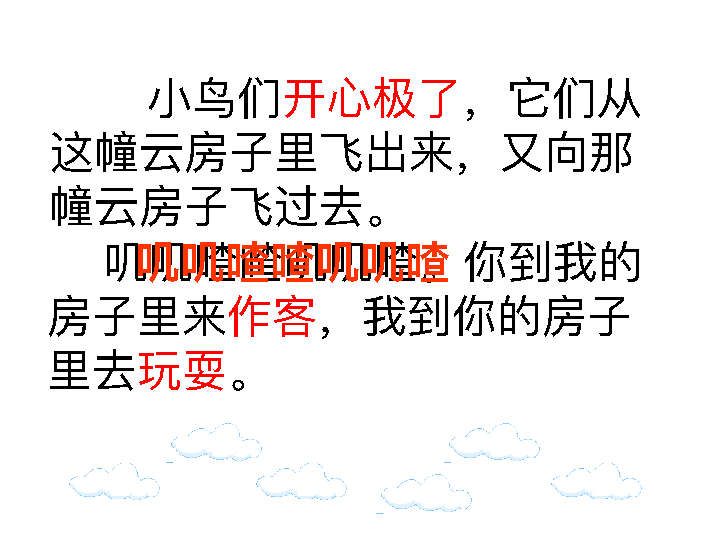 小鸟们开心极了，它们从
这幢云房子里飞出来，又向那
幢云房子飞过去。
叽叽喳喳叽叽喳，你到我的
房子里来作客，我到你的房子
里去玩耍。